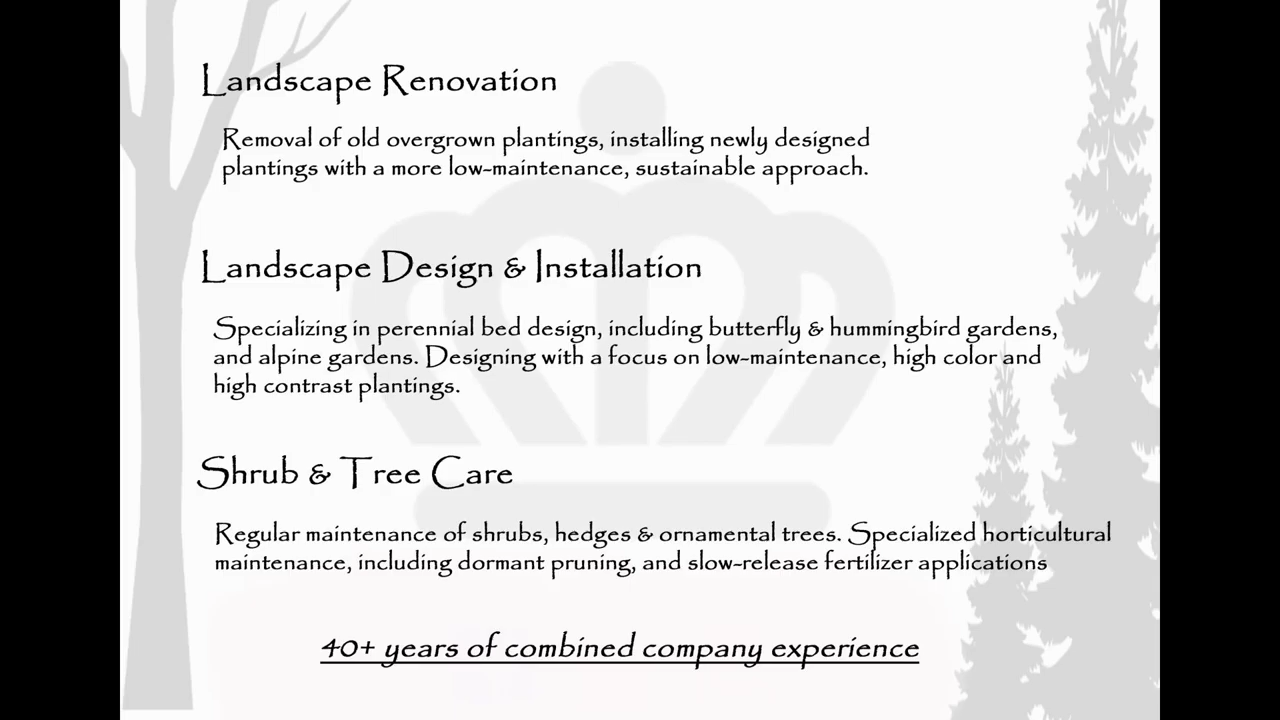 Landscape Renovation
Removal of old overgrown plantings, installing newly designed
plantings with a more low-maintenance, sustainable approach.
Landscape Design & Installation
Specializing in perennial bed design, including butterfly & hummingbird gardens,
and alpine gardens. Designing with a focus on low-maintenance, high color and
high contrast plantings.
Shrub & Tree Care
Regular maintenance of shrubs, hedges & ornamental trees. Specialized horticultural
maintenance, including dormant pruning, and slow-release fertilizer applications
40+ years of combined company experience